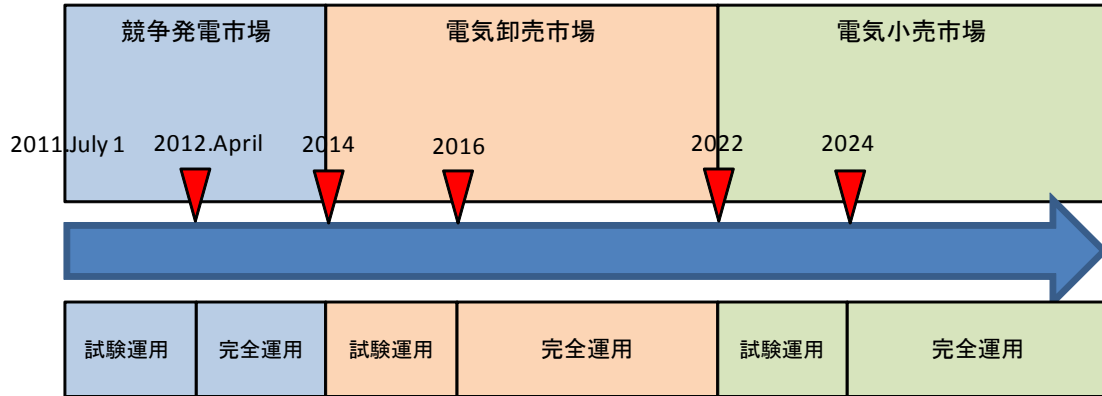 競争発電市場
電気卸売市場
電気小売市場
2011.July 1
2012.April
2014
2016
2022
2024
試験運用
完全運用
試験運用
完全運用
試験運用
完全運用